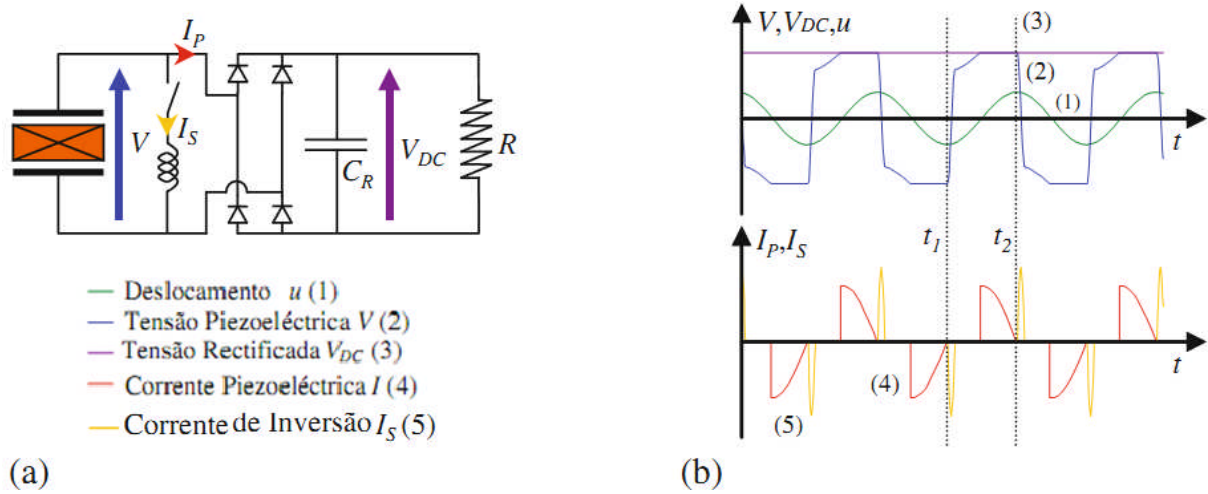 I_P
V
I_S
C_R
V_DC
R
Deslocamento u (1)
Tensão Piezoeléctrica V (2)
Tensão Rectificada V_DC (3)
Corrente Piezoeléctrica I (4)
Corrente de Inversão I_S (5)
(a)
V,V_DC,u
(3)
(2)
(1)
t
I_P,I_S
t_1
t_2
(4)
(5)
t
(b)